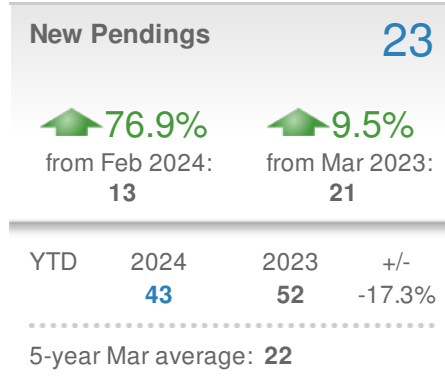 New Pendings 23
76.9% 9.5%
from Feb 2024: from Mar 2023:
13 21
YTD 2024 2023 +/-
43 52 -17.3%
5-year Mar average: 22